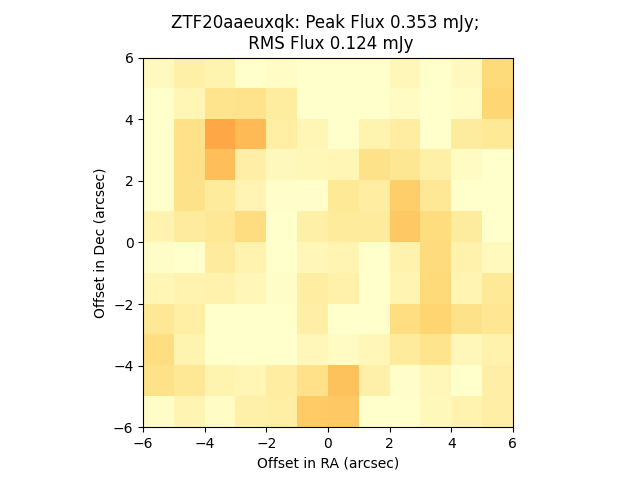 ZTF20aaeuxqk: Peak Flux 0.353 mJy;
RMS Flux 0.124 mJy
6
4
2
0
−2
−4
−6
Offset in Dec (arcsec)
−6 −4 −2 0 2 4 6
Offset in RA (arcsec)